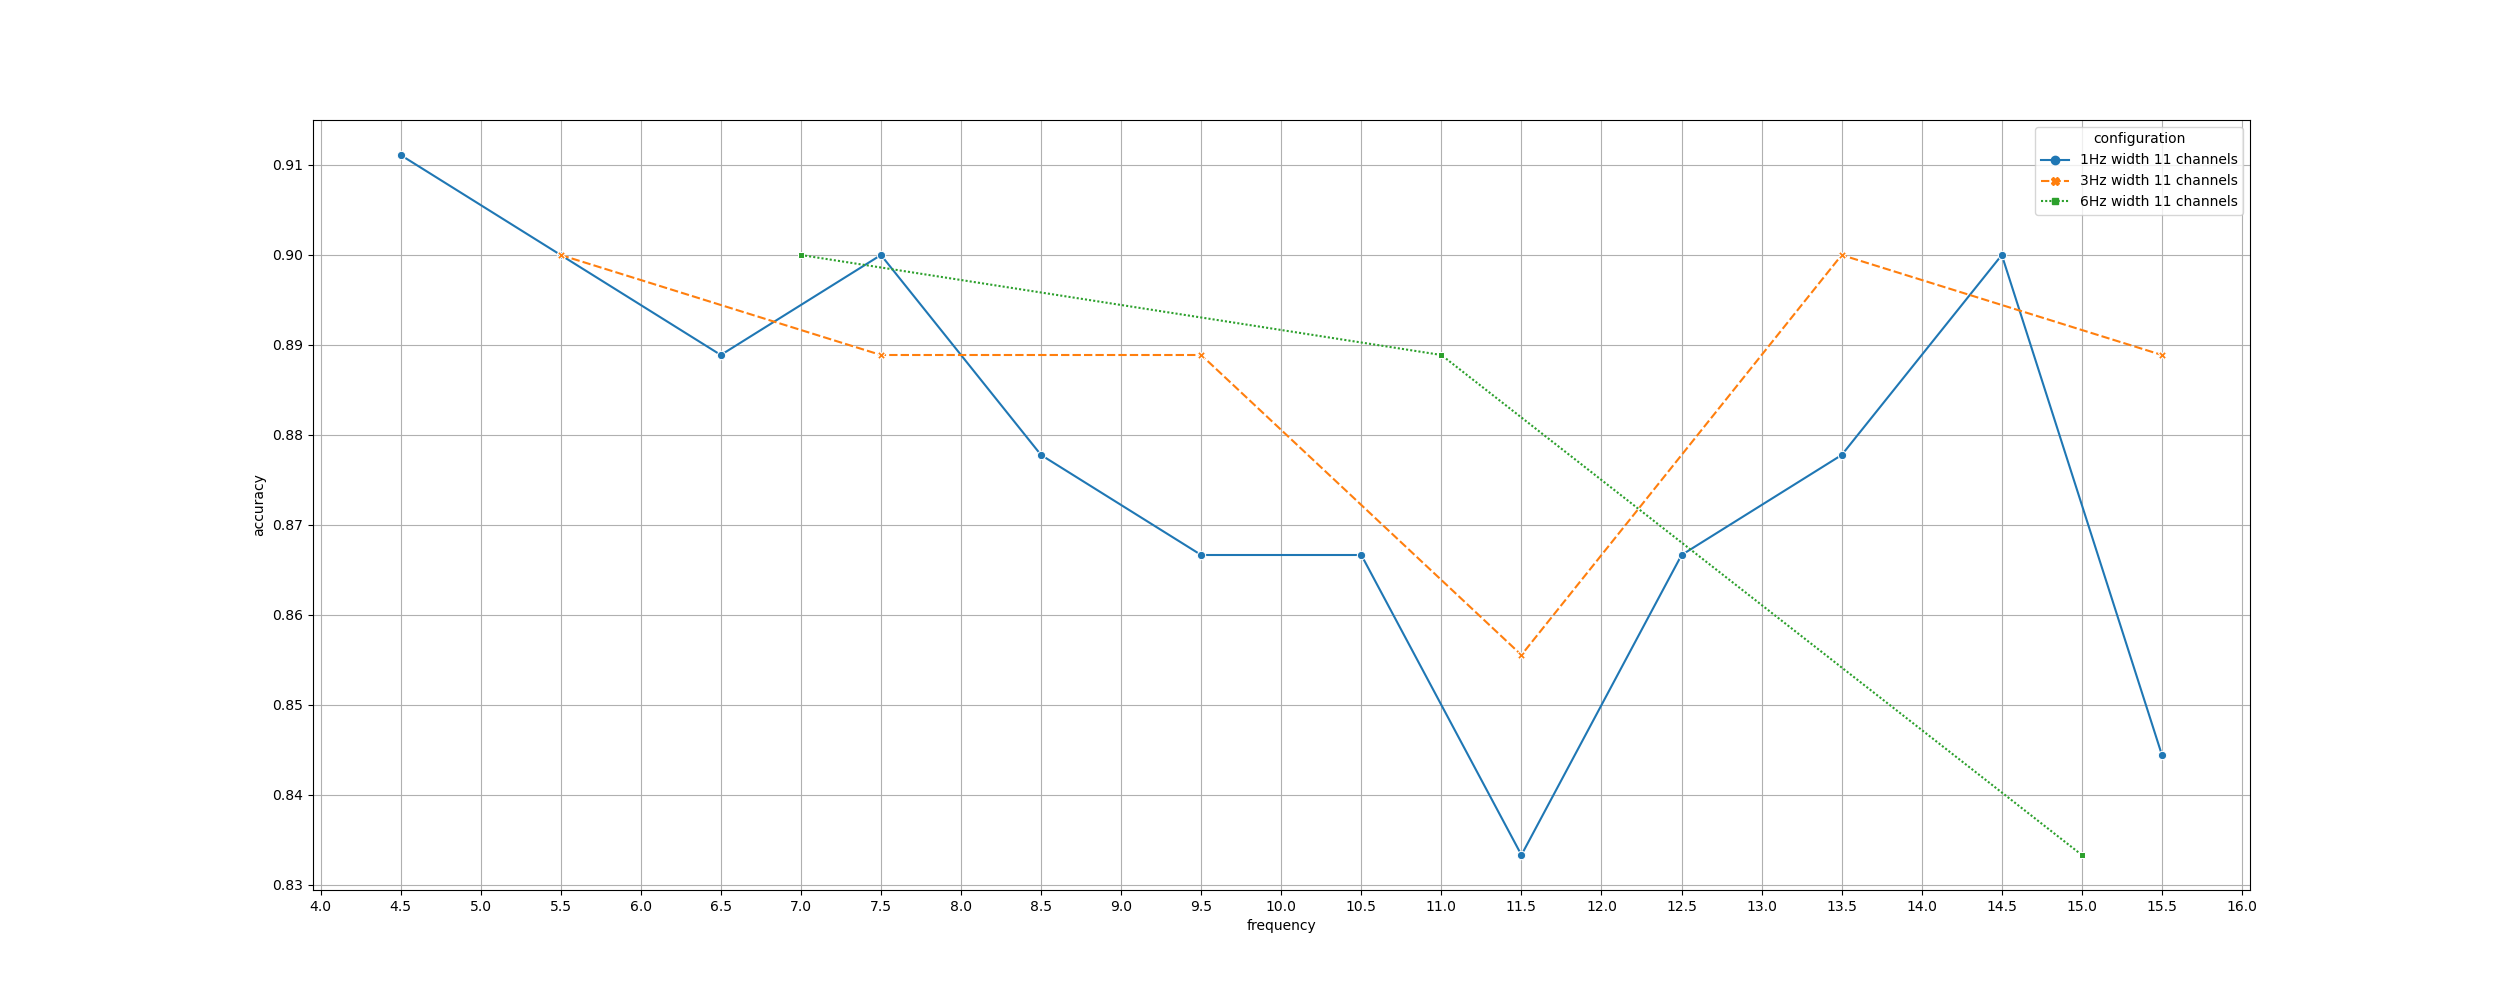 configuration
1Hz width 11 channels
3Hz width 11 channels
6Hz width 11 channels
0.91
0.90
0.89
0.88
0.87
0.86
0.85
0.84
0.83
accuracy
4.0 4.5 5.0 5.5 6.0 6.5 7.0 7.5 8.0 8.5 9.0 9.5 10.0 10.5 11.0 11.5 12.0 12.5 13.0 13.5 14.0 14.5 15.0 15.5 16.0
frequency